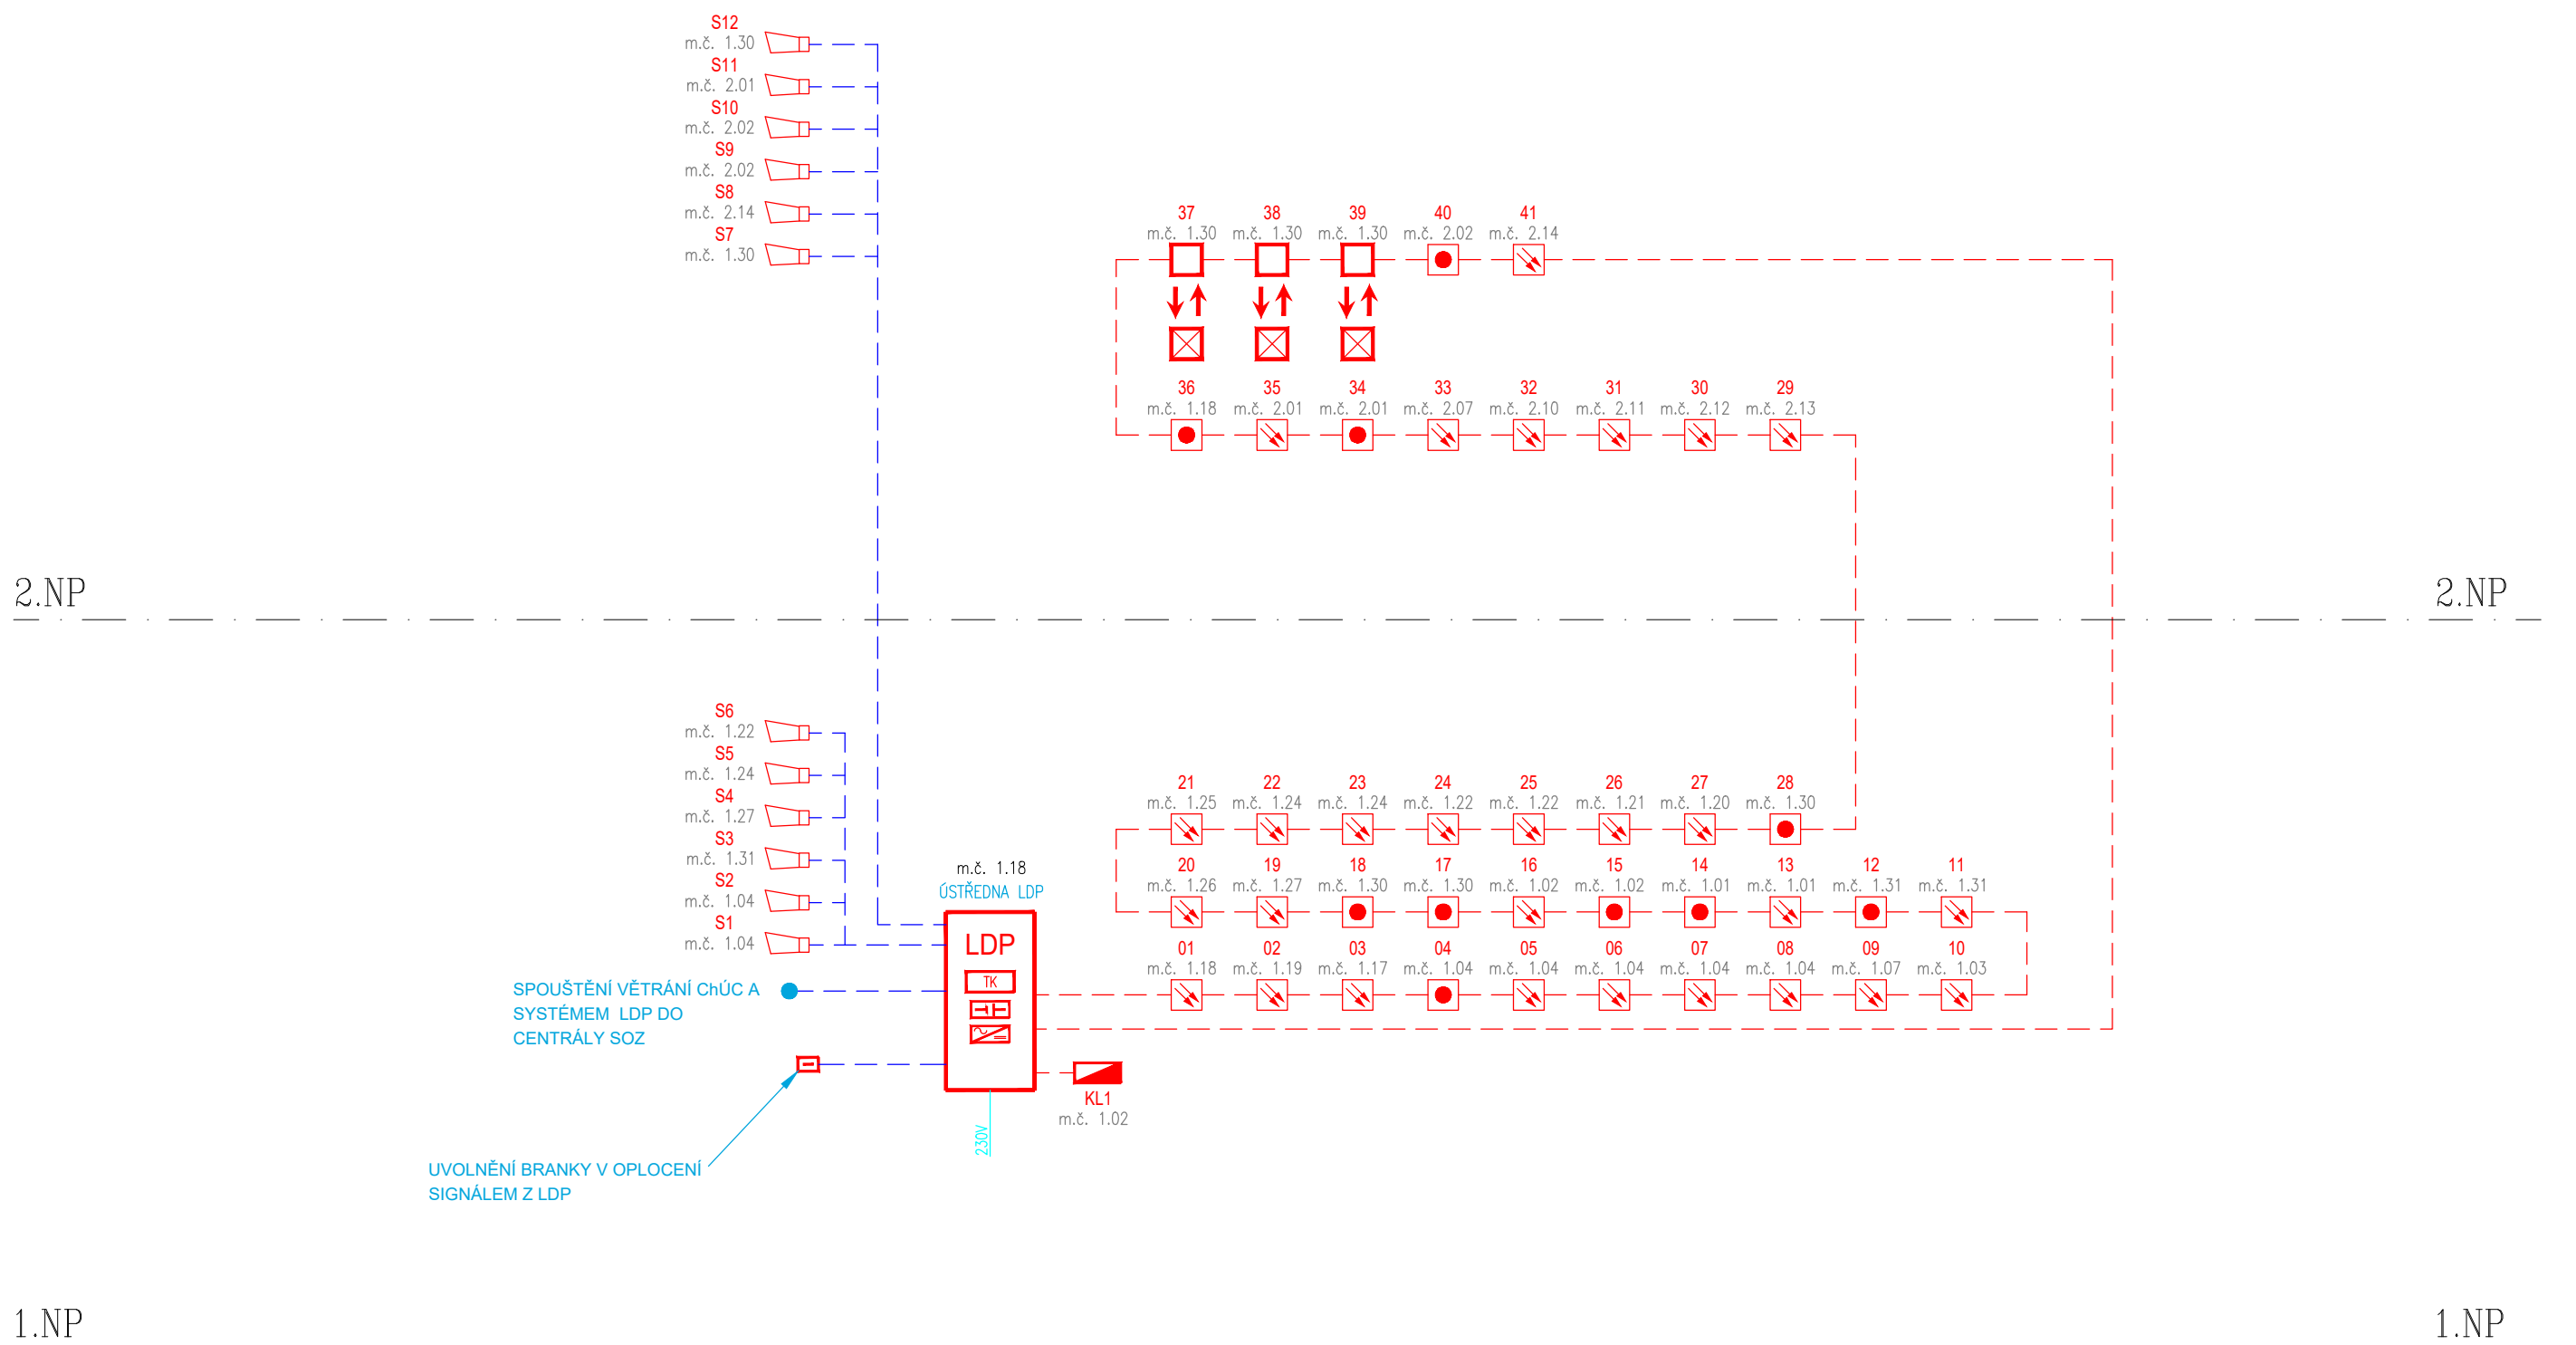 S12
m.č. 1.30
S11
m.č. 2.01
S10
m.č. 2.02
S9
m.č. 2.02
S8
m.č. 2.14
S7
m.č. 1.30
37 38 39 40 41
m.č. 1.30 m.č. 1.30 m.č. 1.30 m.č. 2.02 m.č. 2.14
36 35 34 33 32 31 30 29
m.č. 1.18 m.č. 2.01 m.č. 2.01 m.č. 2.07 m.č. 2.10 m.č. 2.11 m.č. 2.12 m.č. 2.13
2.NP 2.NP
S6
m.č. 1.22
S5
m.č. 1.24
S4
m.č. 1.27
S3
m.č. 1.31
S2
m.č. 1.04
S1
m.č. 1.04
21 22 23 24 25 26 27 28
m.č. 1.25 m.č. 1.24 m.č. 1.24 m.č. 1.22 m.č. 1.22 m.č. 1.21 m.č. 1.20 m.č. 1.30
20 19 18 17 16 15 14 13 12 11
m.č. 1.26 m.č. 1.27 m.č. 1.30 m.č. 1.30 m.č. 1.02 m.č. 1.02 m.č. 1.01 m.č. 1.01 m.č. 1.31 m.č. 1.31
01 02 03 04 05 06 07 08 09 10
m.č. 1.18 m.č. 1.19 m.č. 1.17 m.č. 1.04 m.č. 1.04 m.č. 1.04 m.č. 1.04 m.č. 1.04 m.č. 1.07 m.č. 1.03
m.č. 1.18
ÚSTŘEDNA LDP
LDP
TK
SPOUŠTĚNÍ VĚTRÁNÍ ChÚC A
SYSTÉMEM LDP DO
CENTRÁLY SOZ
KL1
m.č. 1.02
230V
UVOLNĚNÍ BRANKY V OPLOCENÍ
SIGNÁLEM Z LDP
1.NP 1.NP